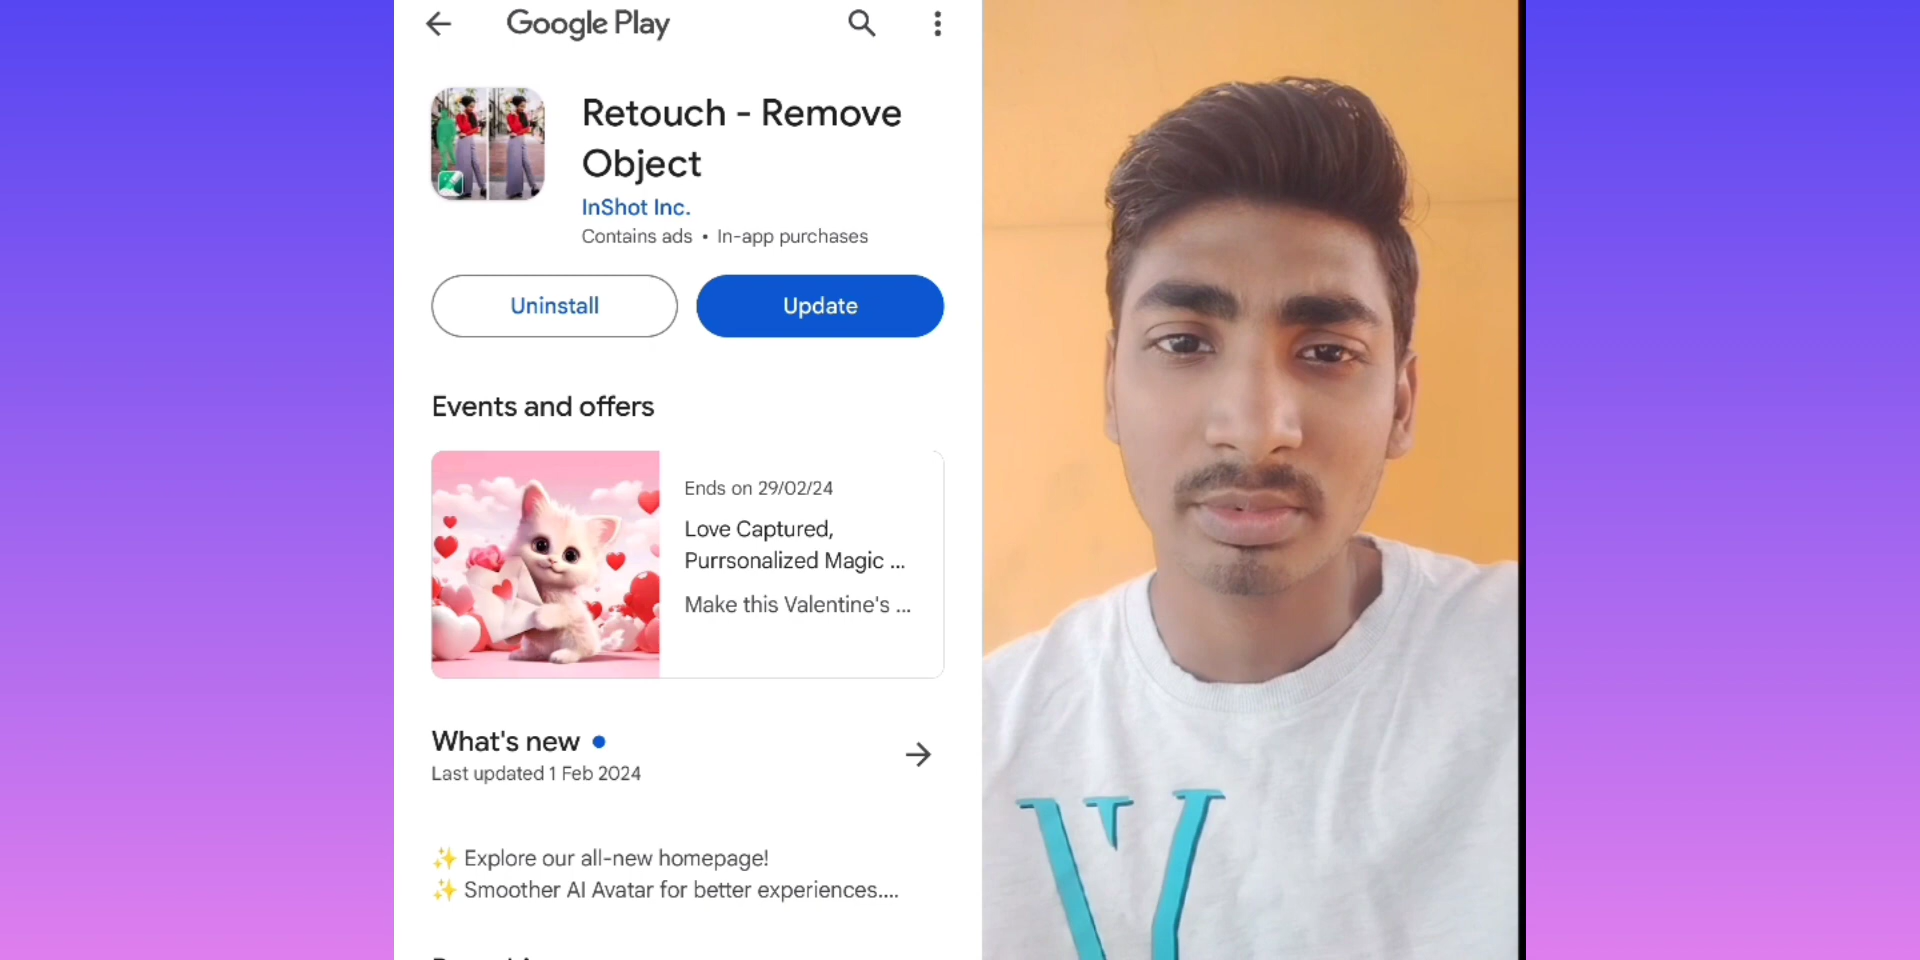 Google Play
Retouch - Remove
Object
InShot Inc.
Contains ads • In-app purchases
Uninstall
Update
Events and offers
Ends on 29/02/24
Love Captured,
Purrsonalized Magic ...
Make this Valentine's ...
What's new
Last updated 1 Feb 2024
✨ Explore our all-new homepage!
✨ Smoother AI Avatar for better experiences....